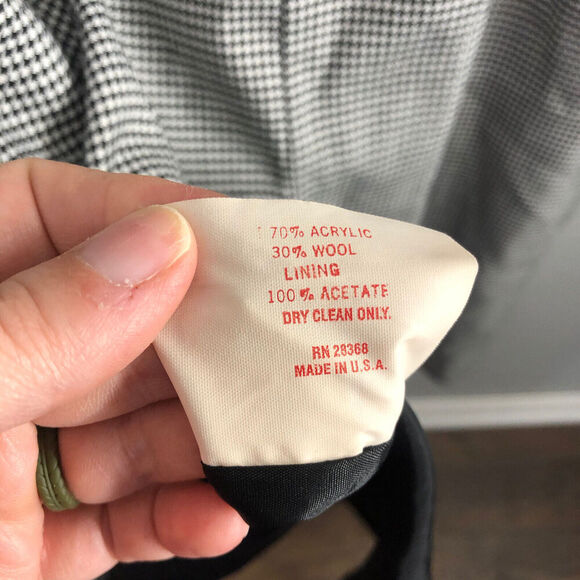 70% ACRYLIC
30% WOOL
LINING
100% ACETATE
DRY CLEAN ONLY.
RN 28368
MADE IN U.S.A.